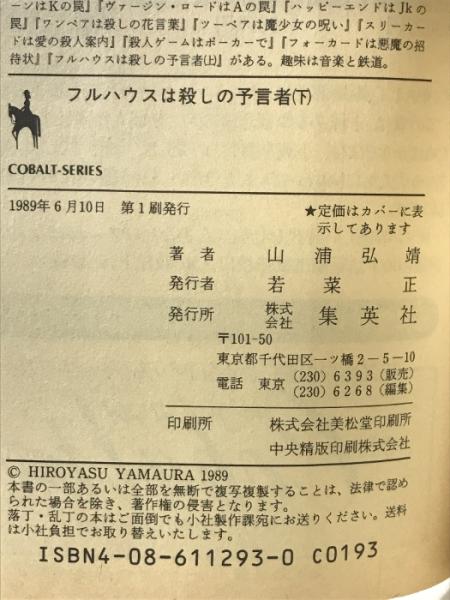 ーンはKの罠』『ヴァージン・ロードはAの罠』『ハッピーエンドはJkの
罠』『ワンペアは殺しの花言葉』『ツーペアは魔少女の呪い』『スリーカー
ドは愛の殺人案内』『殺人ゲームはポーカーで』『フォーカードは悪魔の招
待状』『フルハウスは殺しの予言者(上)』がある。趣味は音楽と鉄道。
フルハウスは殺しの予言者(下)
COBALT-SERIES
1989年6月10日 第1刷発行
★定価はカバーに表
示してあります
著者 山浦弘靖
発行者 若菜正
発行所 株式会社 集英社
〒101-50
東京都千代田区一ツ橋2-5-10
電話 東京 (230)6393(販売)
(230)6268(編集)
印刷所 株式会社美松堂印刷所
中央精版印刷株式会社
© HIROYASU YAMAURA 1989
本書の一部あるいは全部を無断で複写複製することは、法律で認め
られた場合を除き、著作権の侵害となります。
落丁・乱丁の本はご面倒でも小社製作課宛にお送りください。送料
は小社負担でお取り替えいたします。
ISBN4-08-611293-0 C0193